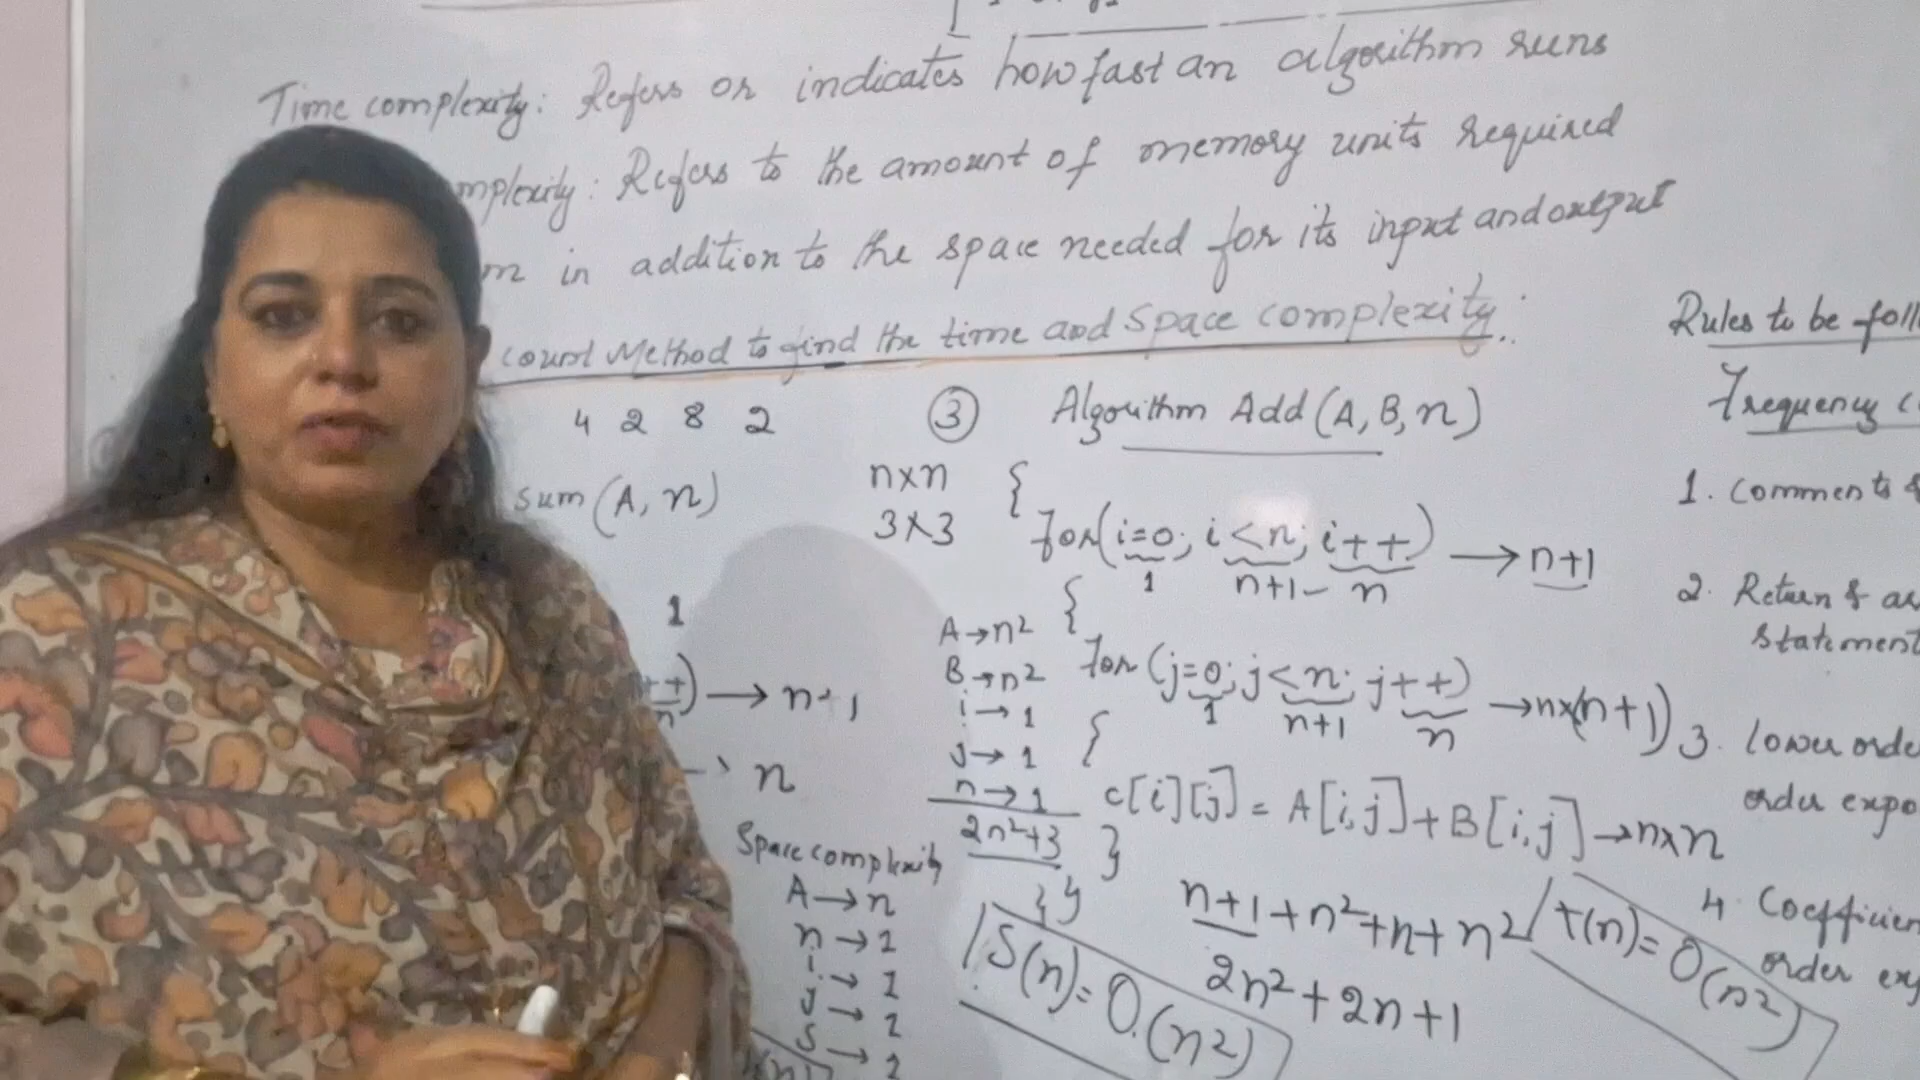 Time complexity: Refers or indicates how fast an algorithm runs
mplexity: Refers to the amount of memory units required
m in addition to the space needed for its input and output
count Method to find the time and Space complexity:
4 2 8 2
sum (A, n)
1
++) → n+1
n
→ n
Space complexity
A → n
n → 1
i → 1
j → 1
S → 1
(n)
③ Algorithm Add (A, B, n)
n×n
3×3
{
for(i=0; i<n; i++) → n+1
1 n+1 - n
{
for (j=0; j<n; j++) → n×(n+1)
1 n+1 n
{
c[i][j] = A[i,j] + B[i,j] → n×n
}
}}
A → n²
B → n²
i → 1
j → 1
n → 1
2n²+3
S(n) = O(n²)
n+1 + n² + n + n²
2n² + 2n + 1
t(n) = O(n²)
Rules to be foll
Frequency c
1. Comments &
2. Return & as
statement
3. lower orde
order expo
4. Coefficien
order exp